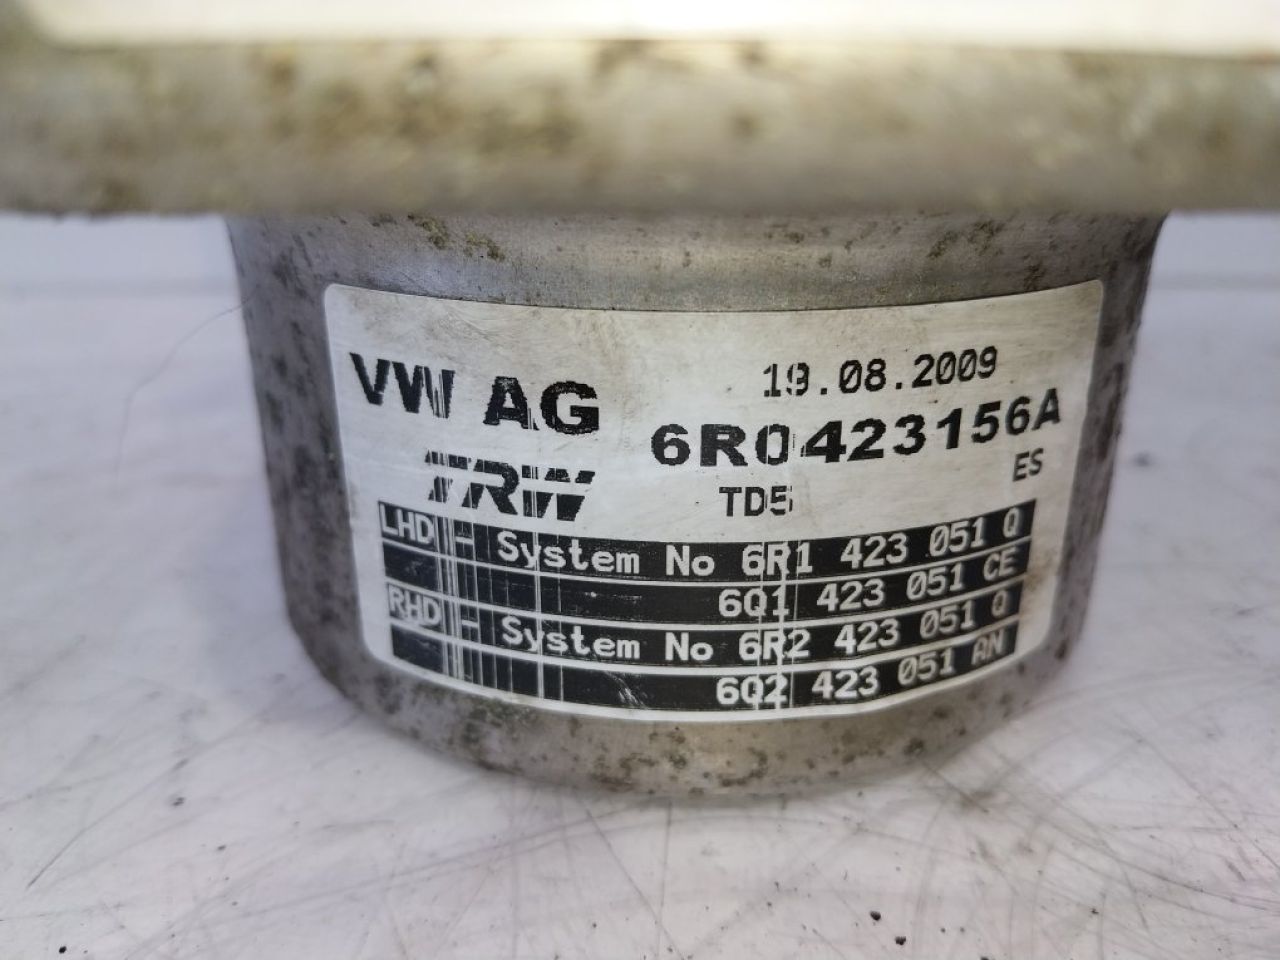 VW AG
19.08.2009
6R0423156A
TRW
TD5
ES
LHD - System No 6R1 423 051 Q
6Q1 423 051 CE
RHD - System No 6R2 423 051 Q
6Q2 423 051 AN